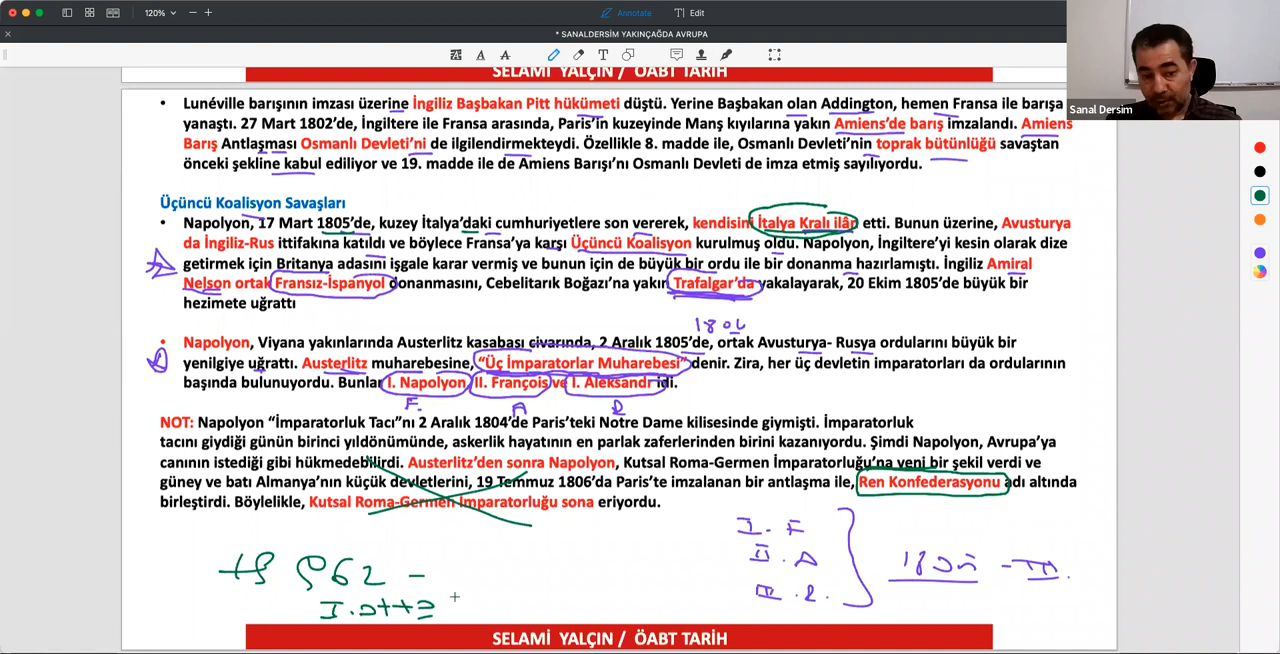 120%
Annotate
Edit
* SANALDERSİM YAKINÇAĞDA AVRUPA
SELAMİ YALÇIN / ÖABT TARİH
Sanal Dersim
• Lunéville barışının imzası üzerine İngiliz Başbakan Pitt hükümeti düştü. Yerine Başbakan olan Addington, hemen Fransa ile barışa
yanaştı. 27 Mart 1802’de, İngiltere ile Fransa arasında, Paris’in kuzeyinde Manş kıyılarına yakın Amiens’de barış imzalandı. Amiens
Barış Antlaşması Osmanlı Devleti’ni de ilgilendirmekteydi. Özellikle 8. madde ile, Osmanlı Devleti’nin toprak bütünlüğü savaştan
önceki şekline kabul ediliyor ve 19. madde ile de Amiens Barışı’nı Osmanlı Devleti de imza etmiş sayılıyordu.
Üçüncü Koalisyon Savaşları
• Napolyon, 17 Mart 1805’de, kuzey İtalya’daki cumhuriyetlere son vererek, kendisini İtalya Kralı ilân etti. Bunun üzerine, Avusturya
da İngiliz-Rus ittifakına katıldı ve böylece Fransa’ya karşı Üçüncü Koalisyon kurulmuş oldu. Napolyon, İngiltere’yi kesin olarak dize
getirmek için Britanya adasını işgale karar vermiş ve bunun için de büyük bir ordu ile bir donanma hazırlamıştı. İngiliz Amiral
Nelson ortak Fransız-İspanyol donanmasını, Cebelitarık Boğazı’na yakın Trafalgar’da yakalayarak, 20 Ekim 1805’de büyük bir
hezimete uğrattı
• Napolyon, Viyana yakınlarında Austerlitz kasabası civarında, 2 Aralık 1805’de, ortak Avusturya- Rusya ordularını büyük bir
yenilgiye uğrattı. Austerlitz muharebesine, “Üç İmparatorlar Muharebesi” denir. Zira, her üç devletin imparatorları da ordularının
başında bulunuyordu. Bunlar I. Napolyon, II. François ve I. Aleksandr idi.
F. A R
NOT: Napolyon “İmparatorluk Tacı”nı 2 Aralık 1804’de Paris’teki Notre Dame kilisesinde giymişti. İmparatorluk
tacını giydiği günün birinci yıldönümünde, askerlik hayatının en parlak zaferlerinden birini kazanıyordu. Şimdi Napolyon, Avrupa’ya
canının istediği gibi hükmedebilirdi. Austerlitz’den sonra Napolyon, Kutsal Roma-Germen İmparatorluğu’na yeni bir şekil verdi ve
güney ve batı Almanya’nın küçük devletlerini, 19 Temmuz 1806’da Paris’te imzalanan bir antlaşma ile, Ren Konfederasyonu adı altında
birleştirdi. Böylelikle, Kutsal Roma-Germen İmparatorluğu sona eriyordu.
I. F
II. A
III. R.
962 -
I. Otto
SELAMİ YALÇIN / ÖABT TARİH